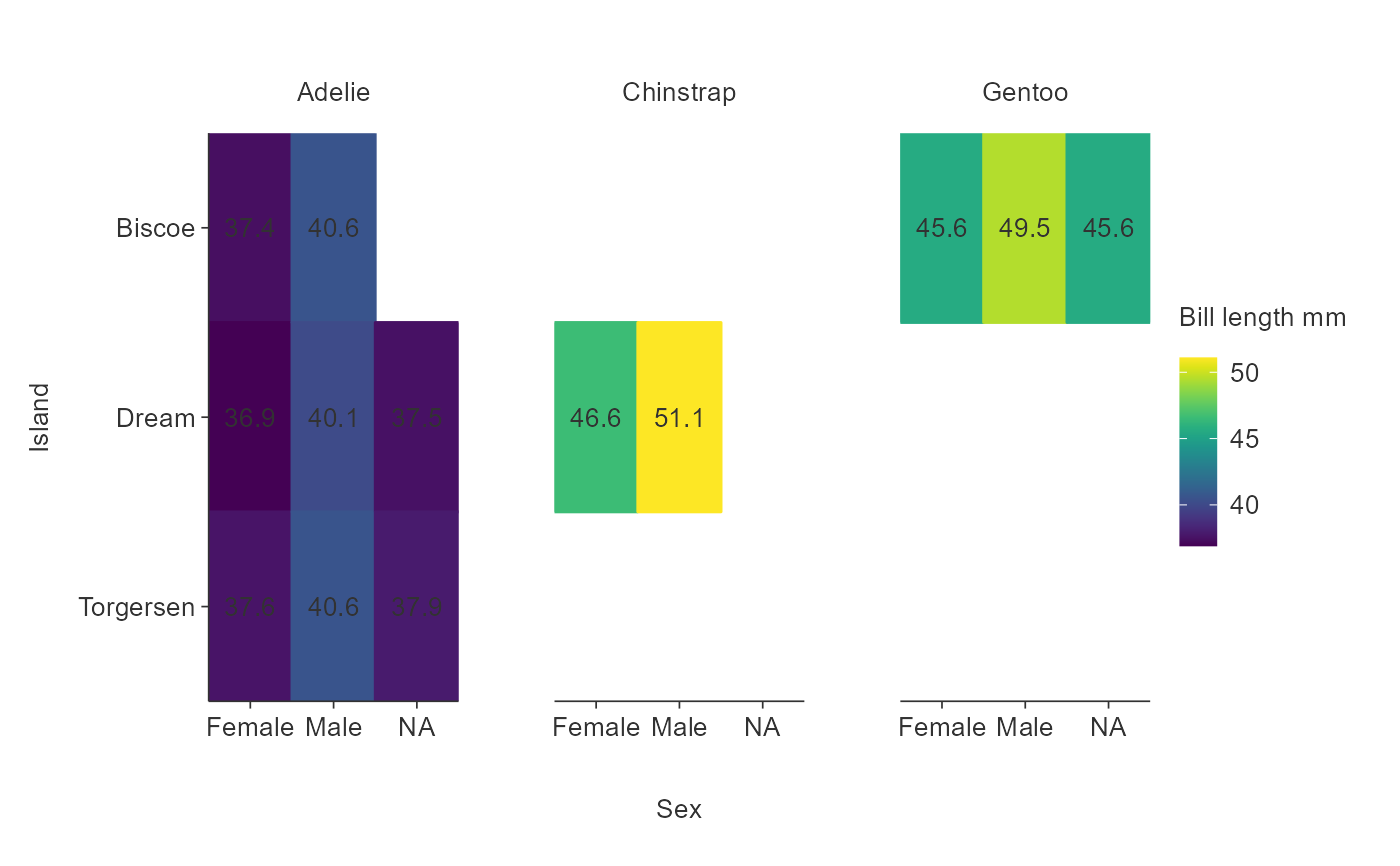 Adelie Chinstrap Gentoo
Biscoe 37.4 40.6 45.6 49.5 45.6
Bill length mm
50
Dream 36.9 40.1 37.5 46.6 51.1
45
40
Island
Torgersen 37.6 40.6 37.9
Female Male NA Female Male NA Female Male NA
Sex